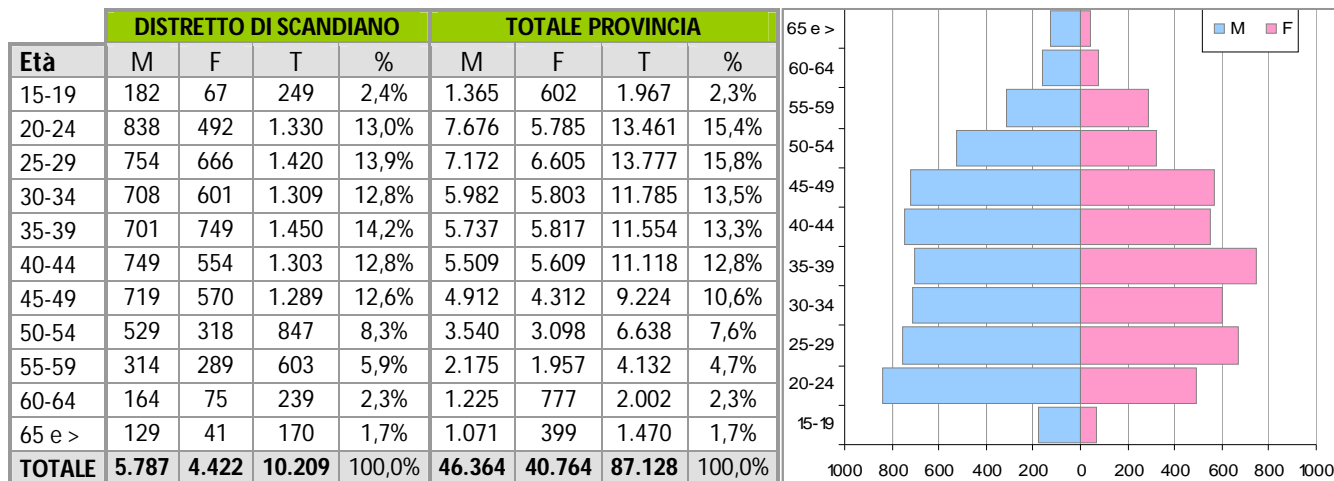 DISTRETTO DI SCANDIANO TOTALE PROVINCIA
Età M F T % M F T %
15-19 182 67 249 2,4% 1.365 602 1.967 2,3%
20-24 838 492 1.330 13,0% 7.676 5.785 13.461 15,4%
25-29 754 666 1.420 13,9% 7.172 6.605 13.777 15,8%
30-34 708 601 1.309 12,8% 5.982 5.803 11.785 13,5%
35-39 701 749 1.450 14,2% 5.737 5.817 11.554 13,3%
40-44 749 554 1.303 12,8% 5.509 5.609 11.118 12,8%
45-49 719 570 1.289 12,6% 4.912 4.312 9.224 10,6%
50-54 529 318 847 8,3% 3.540 3.098 6.638 7,6%
55-59 314 289 603 5,9% 2.175 1.957 4.132 4,7%
60-64 164 75 239 2,3% 1.225 777 2.002 2,3%
65 e > 129 41 170 1,7% 1.071 399 1.470 1,7%
TOTALE 5.787 4.422 10.209 100,0% 46.364 40.764 87.128 100,0%
M F
65 e >
60-64
55-59
50-54
45-49
40-44
35-39
30-34
25-29
20-24
15-19
1000 800 600 400 200 0 200 400 600 800 1000